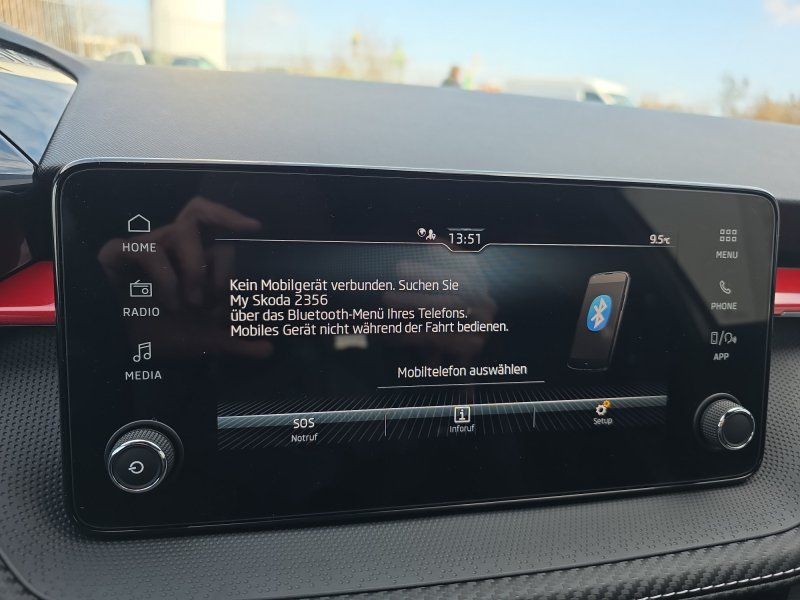 13:51
9.5°C
HOME
RADIO
MEDIA
Kein Mobilgerät verbunden. Suchen Sie
My Skoda 2356
über das Bluetooth-Menü Ihres Telefons.
Mobiles Gerät nicht während der Fahrt bedienen.
Mobiltelefon auswählen
SOS
Notruf
i
Inforuf
Setup
MENU
PHONE
APP